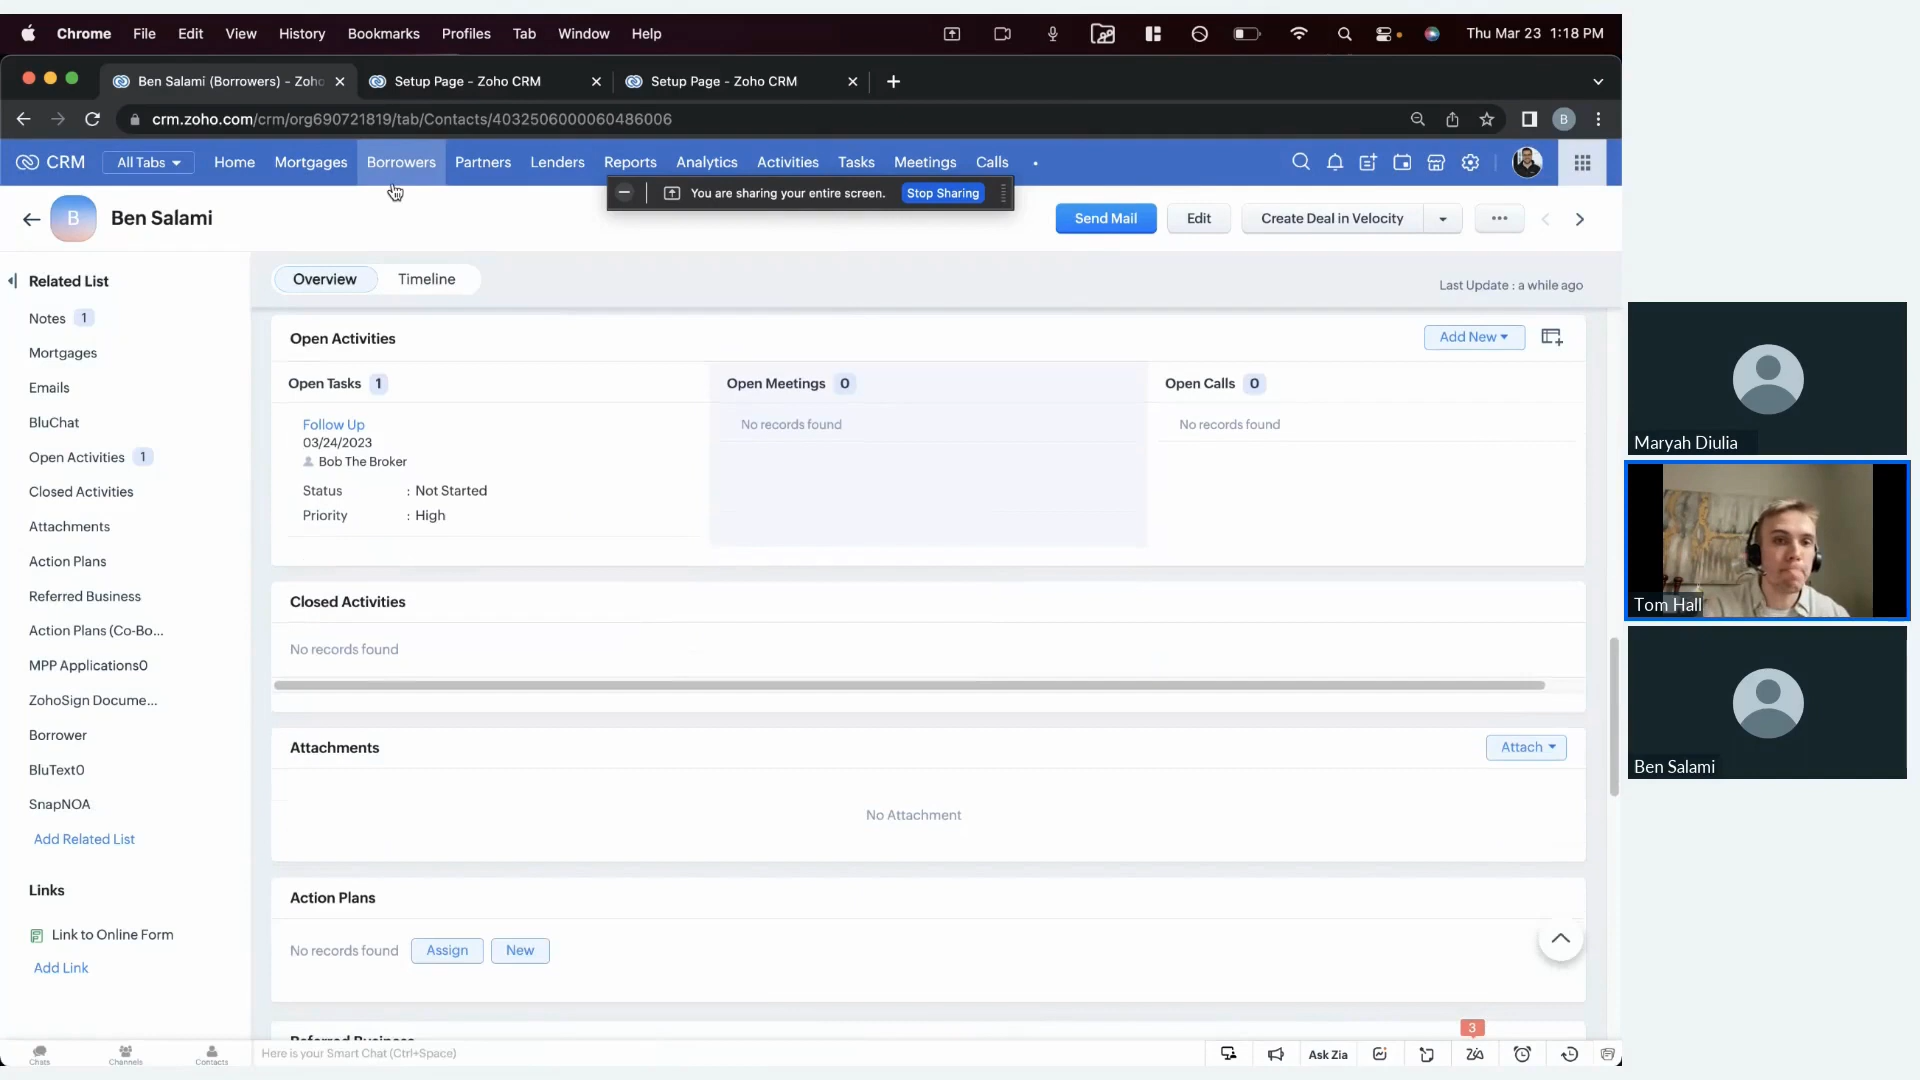 Chrome File Edit View History Bookmarks Profiles Tab Window Help Thu Mar 23 1:18 PM
Ben Salami (Borrowers) - Zoho Setup Page - Zoho CRM Setup Page - Zoho CRM
crm.zoho.com/crm/org690721819/tab/Contacts/4032506000060486006 B
CRM All Tabs Home Mortgages Borrowers Partners Lenders Reports Analytics Activities Tasks Meetings Calls
You are sharing your entire screen. Stop Sharing
B Ben Salami Send Mail Edit Create Deal in Velocity
Related List
Notes 1
Mortgages
Emails
BluChat
Open Activities 1
Closed Activities
Attachments
Action Plans
Referred Business
Action Plans (Co-Bo...
MPP Applications0
ZohoSign Docume...
Borrower
BluText0
SnapNOA
Add Related List
Links
Link to Online Form
Add Link
Overview Timeline
Last Update : a while ago
Open Activities Add New
Open Tasks 1 Open Meetings 0 Open Calls 0
Follow Up No records found No records found
03/24/2023
Bob The Broker
Status : Not Started
Priority : High
Closed Activities
No records found
Attachments Attach
No Attachment
Action Plans
No records found Assign New
Referred Business
3
Chats Channels Contacts Here is your Smart Chat (Ctrl+Space) Ask Zia
Maryah Diulia
Tom Hall
Ben Salami